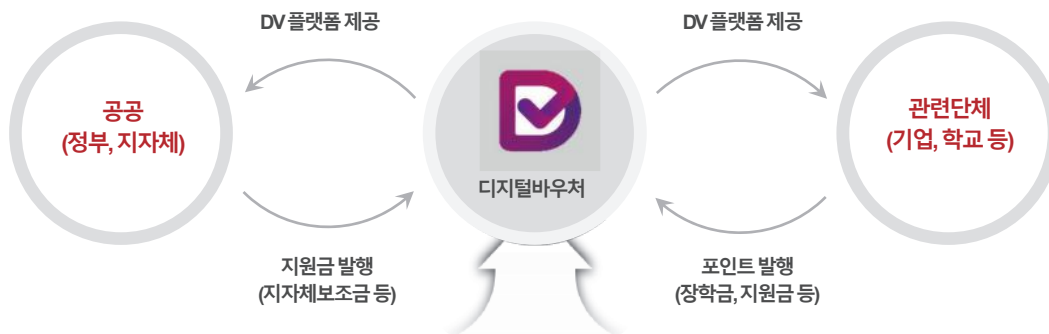 DV 플랫폼 제공
DV 플랫폼 제공
공공
(정부, 지자체)
디지털바우처
관련단체
(기업, 학교 등)
지원금 발행
(지자체보조금 등)
포인트 발행
(장학금, 지원금 등)